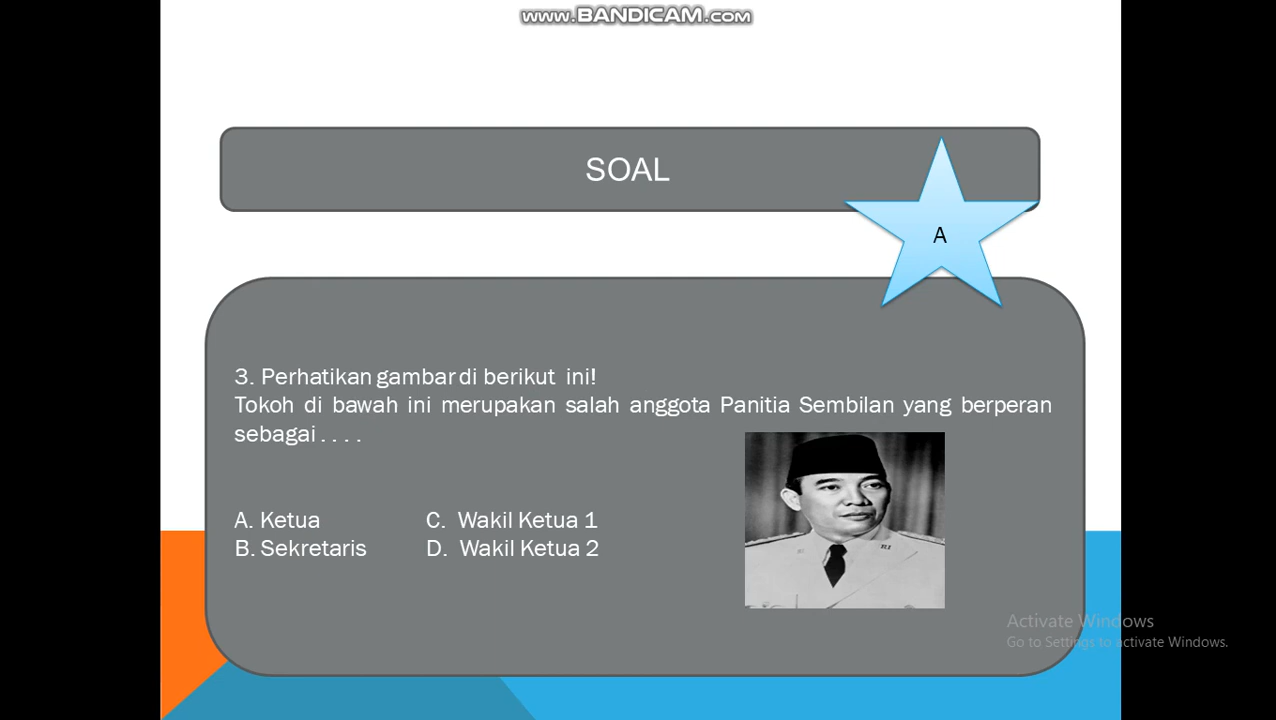 www.BANDICAM.com
SOAL
A
3. Perhatikan gambar di berikut ini!
Tokoh di bawah ini merupakan salah anggota Panitia Sembilan yang berperan
sebagai . . . .
A. Ketua C. Wakil Ketua 1
B. Sekretaris D. Wakil Ketua 2
Activate Windows
Go to Settings to activate Windows.